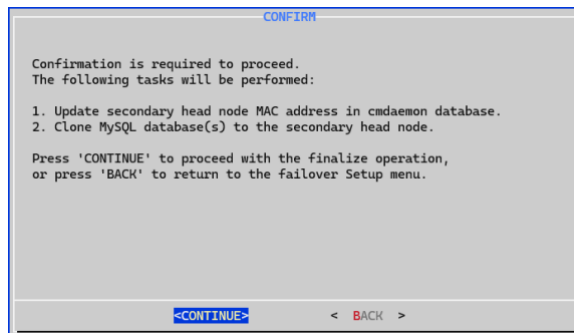 CONFIRM
Confirmation is required to proceed.
The following tasks will be performed:
1. Update secondary head node MAC address in cmdaemon database.
2. Clone MySQL database(s) to the secondary head node.
Press 'CONTINUE' to proceed with the finalize operation,
or press 'BACK' to return to the failover Setup menu.
<CONTINUE> < BACK >